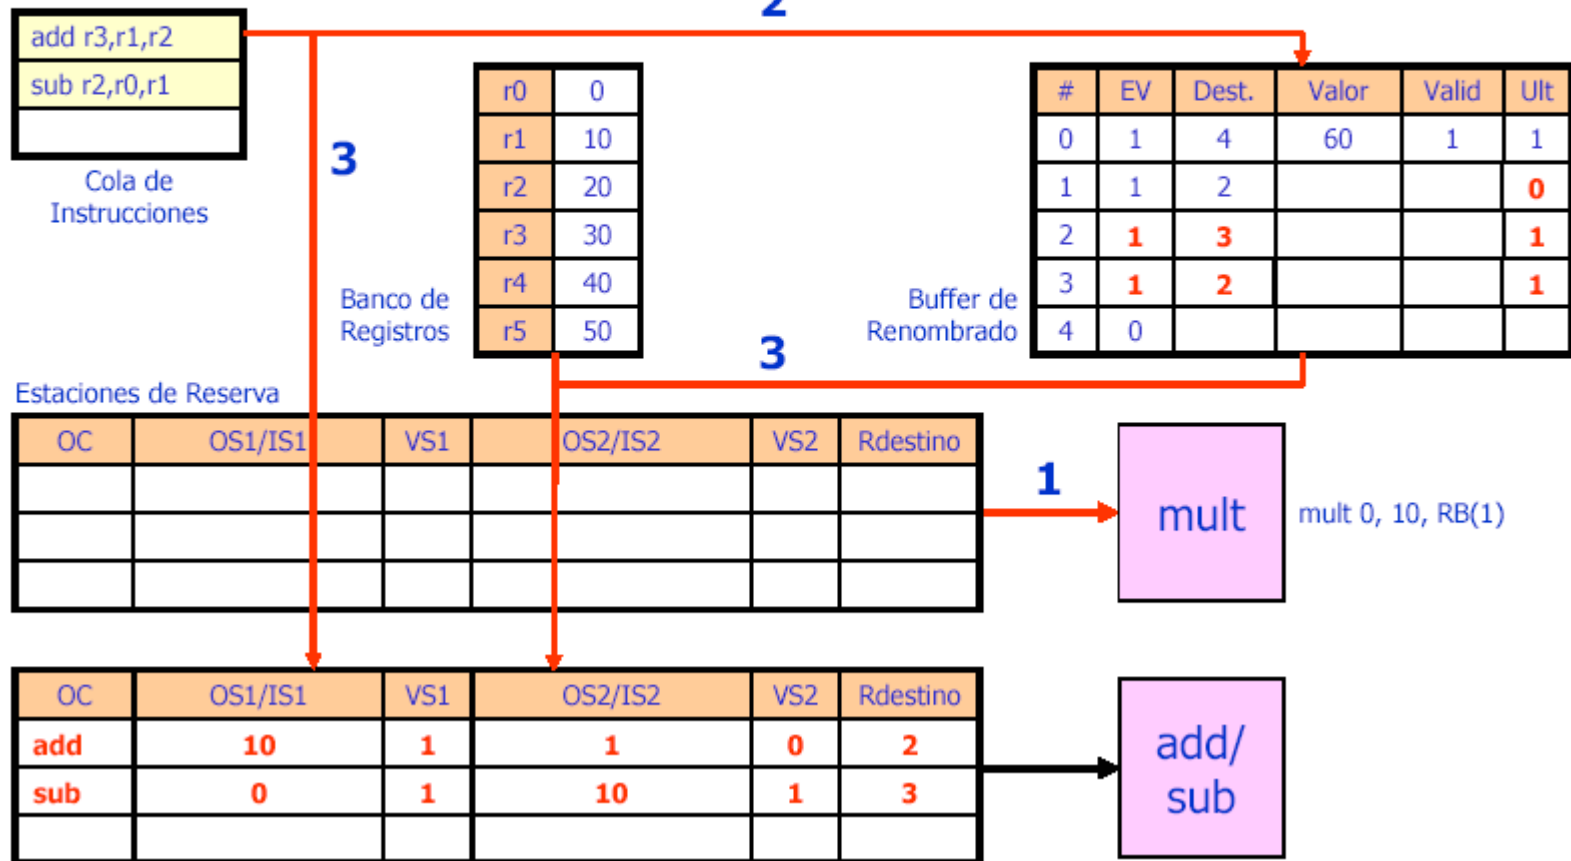 2
add r3,r1,r2
sub r2,r0,r1
Cola de
Instrucciones
3
r0 0
r1 10
r2 20
r3 30
r4 40
r5 50
Banco de
Registros
# EV Dest. Valor Valid Ult
0 1 4 60 1 1
1 1 2 0
2 1 3 1
3 1 2 1
4 0
Buffer de
Renombrado
3
Estaciones de Reserva
OC OS1/IS1 VS1 OS2/IS2 VS2 Rdestino
1
mult
mult 0, 10, RB(1)
OC OS1/IS1 VS1 OS2/IS2 VS2 Rdestino
add 10 1 1 0 2
sub 0 1 10 1 3
add/
sub